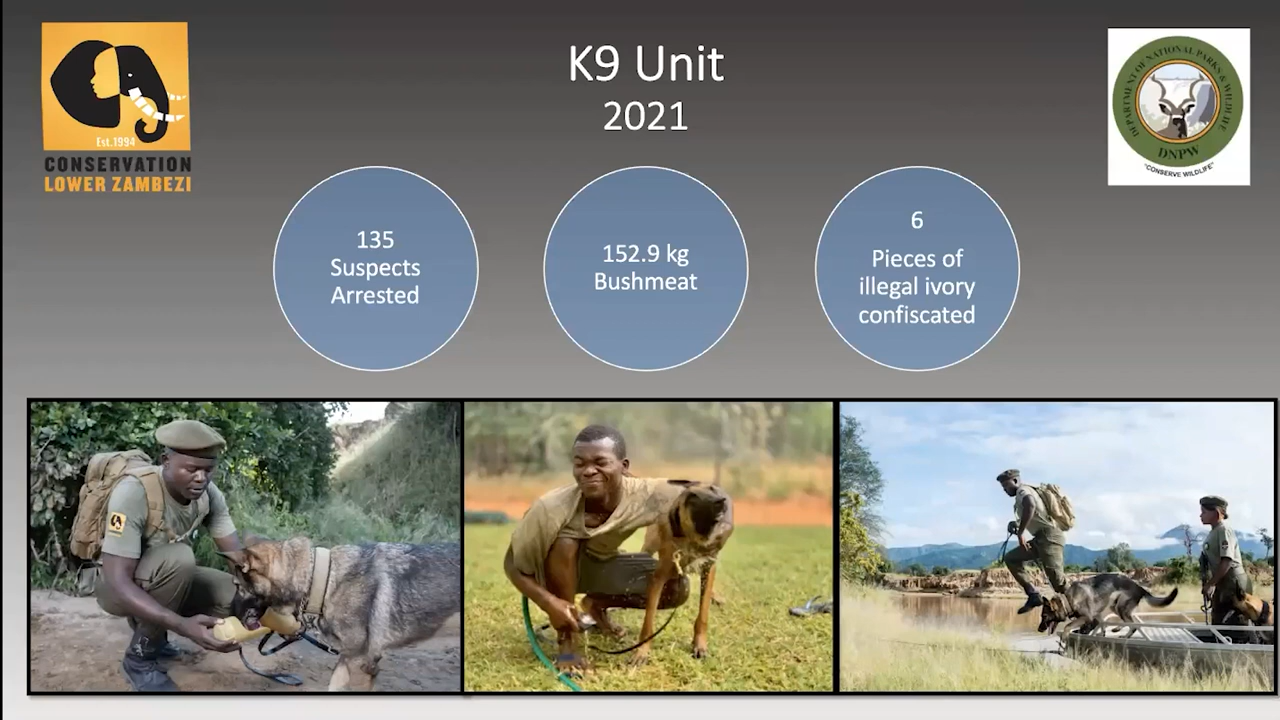 K9 Unit
2021
Est.1994
CONSERVATION
LOWER ZAMBEZI
DEPARTMENT OF NATIONAL PARKS & WILDLIFE
DNPW
"CONSERVE WILDLIFE"
135
Suspects
Arrested
152.9 kg
Bushmeat
6
Pieces of
illegal ivory
confiscated